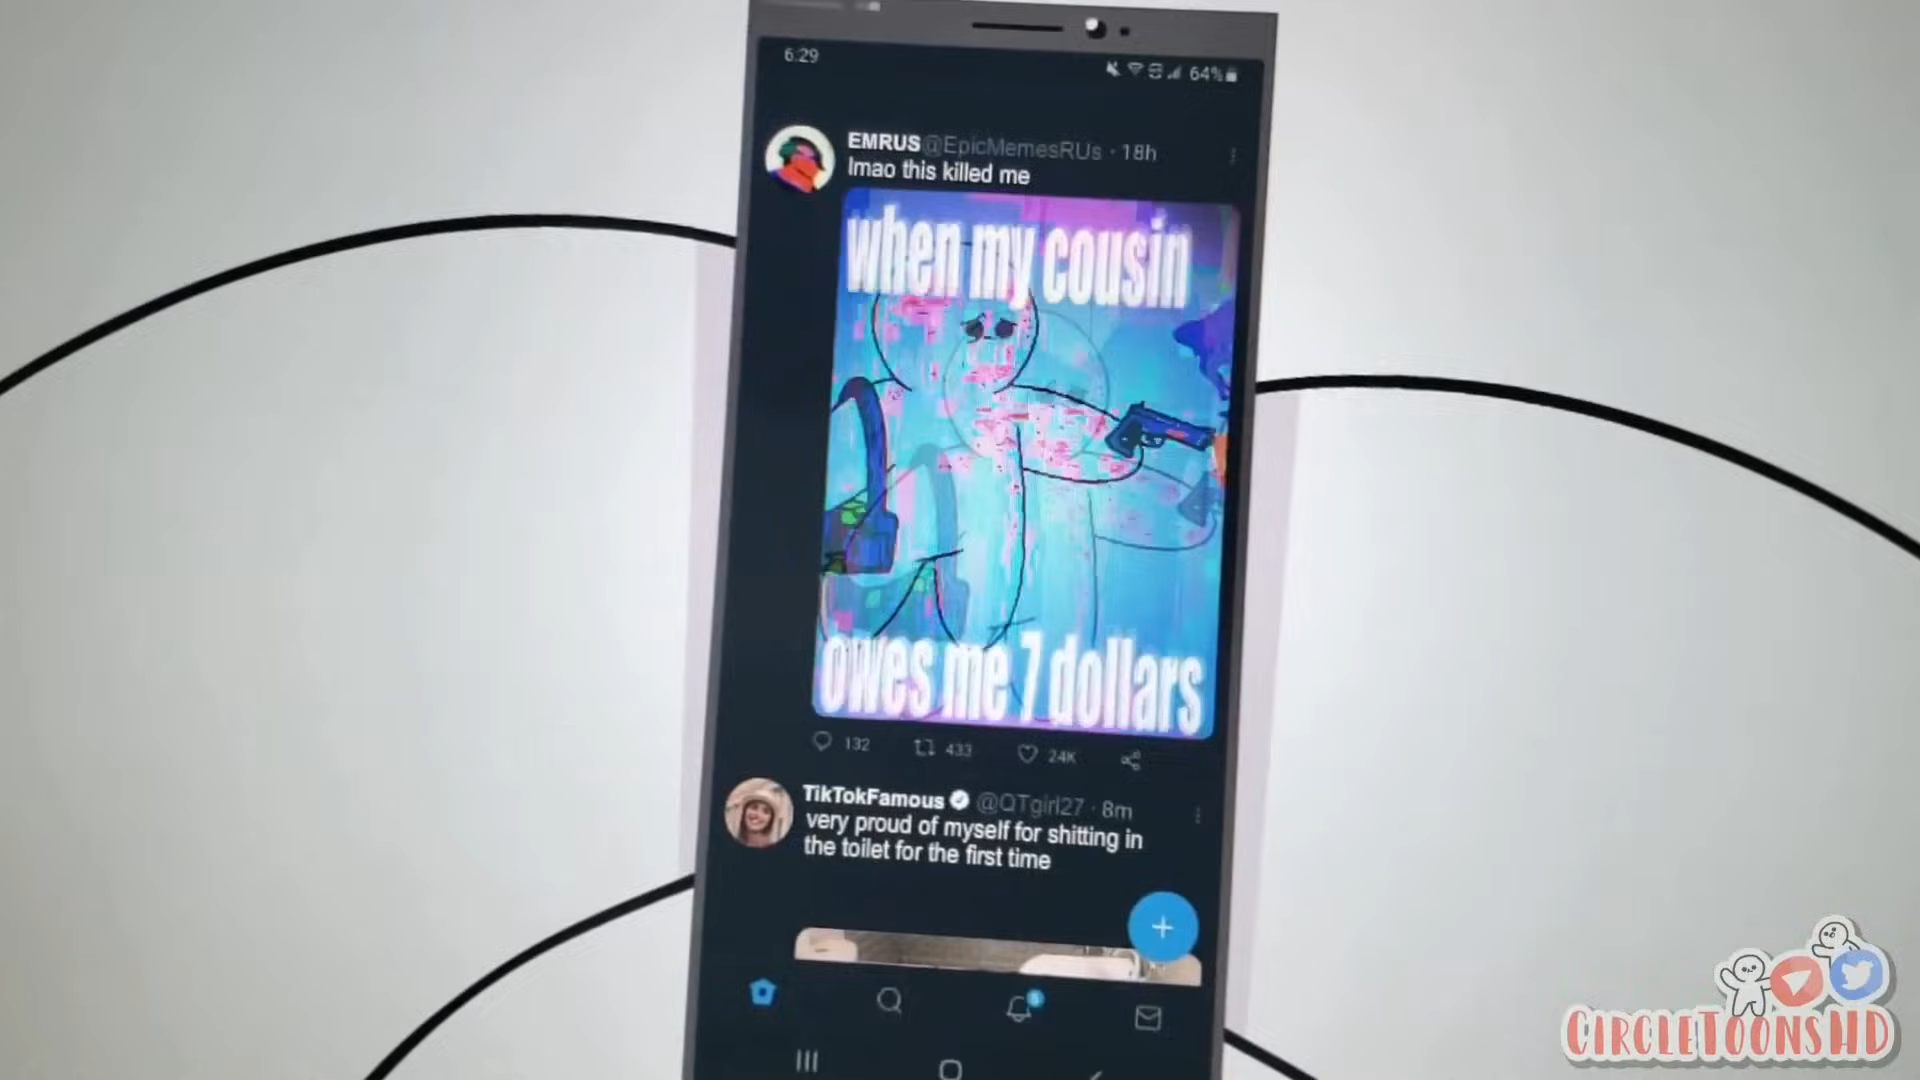 6:29
64%
EMRUS@EpicMemesRUs · 18h
lmao this killed me
when my cousin
owes me 7 dollars
132
433
24K
TikTokFamous @QTgirl27 · 8m
very proud of myself for shitting in
the toilet for the first time
CIRCLETOONSHD